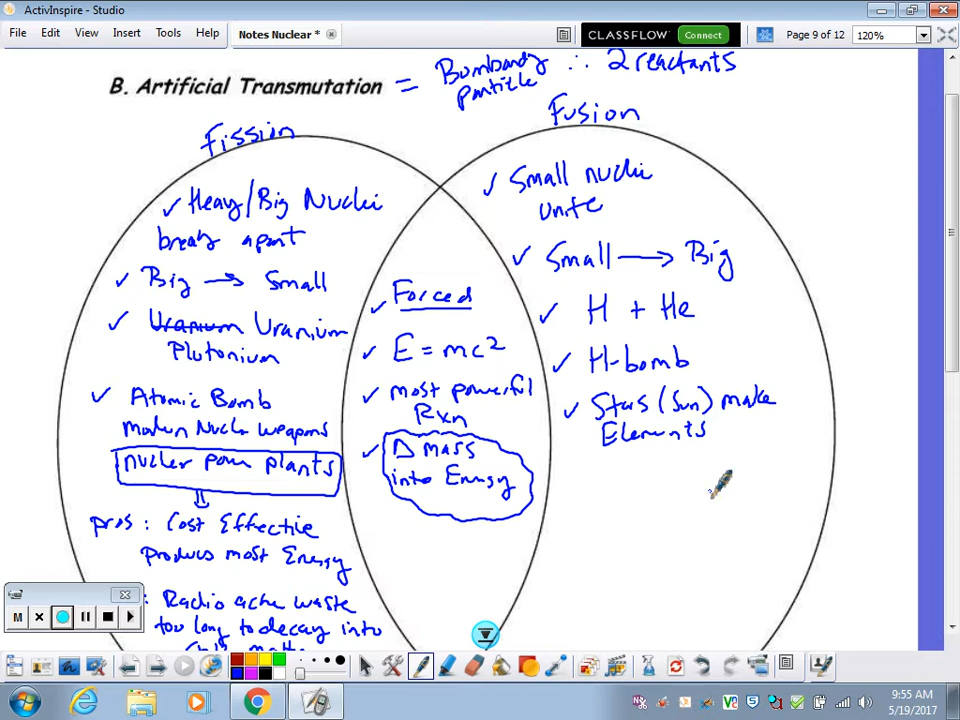 ActivInspire - Studio
File Edit View Insert Tools Help
Notes Nuclear *
CLASSFLOW Connect
Page 9 of 12
120%
B. Artificial Transmutation = Bombarding particle ∴ 2 reactants
Fission
✓ Heavy/Big Nuclei
break apart
✓ Big → Small
✓ Uranium Uranium
Plutonium
✓ Atomic Bomb
modern Nuclear weapons
nuclear power plants
pros: Cost Effective
produces most Energy
: Radio active waste
too long to decay into
✓ Forced
✓ E = mc²
✓ most powerful
Rxn
✓ Δ mass
into Energy
Fusion
✓ Small nuclei
unite
✓ Small → Big
✓ H + He
✓ H-bomb
✓ Stars (Sun) make
Elements
M
9:55 AM
5/19/2017